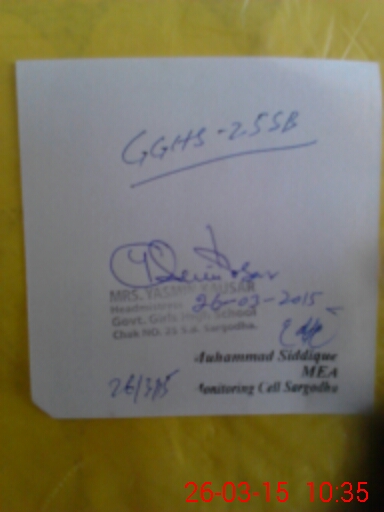 GGHS-25SB
MRS. YASMIN KAUSAR
26-03-2015
Headmistress
Govt. Girls High School
Chak NO. 25 S.B. Sargodha.
Muhammad Siddique
MEA
26/3/15
Monitoring Cell Sargodha
26-03-15 10:35